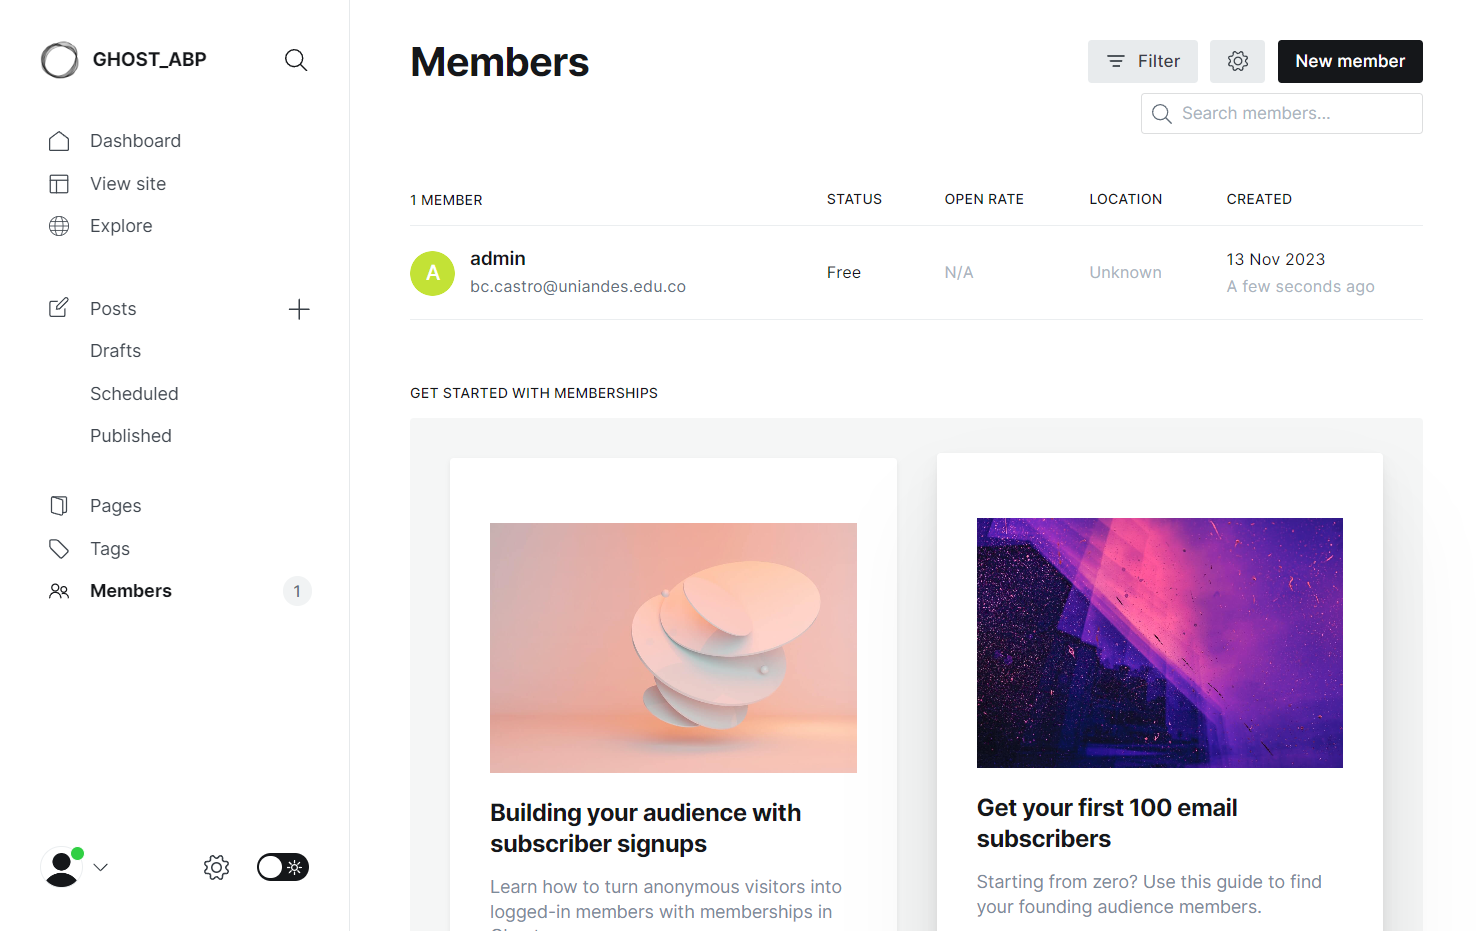 GHOST_ABP
Dashboard
View site
Explore
Posts
Drafts
Scheduled
Published
Pages
Tags
Members
1
Members
Filter
New member
Search members...
1 MEMBER
STATUS
OPEN RATE
LOCATION
CREATED
A
admin
bc.castro@uniandes.edu.co
Free
N/A
Unknown
13 Nov 2023
A few seconds ago
GET STARTED WITH MEMBERSHIPS
Building your audience with
subscriber signups
Learn how to turn anonymous visitors into
logged-in members with memberships in
Get your first 100 email
subscribers
Starting from zero? Use this guide to find
your founding audience members.